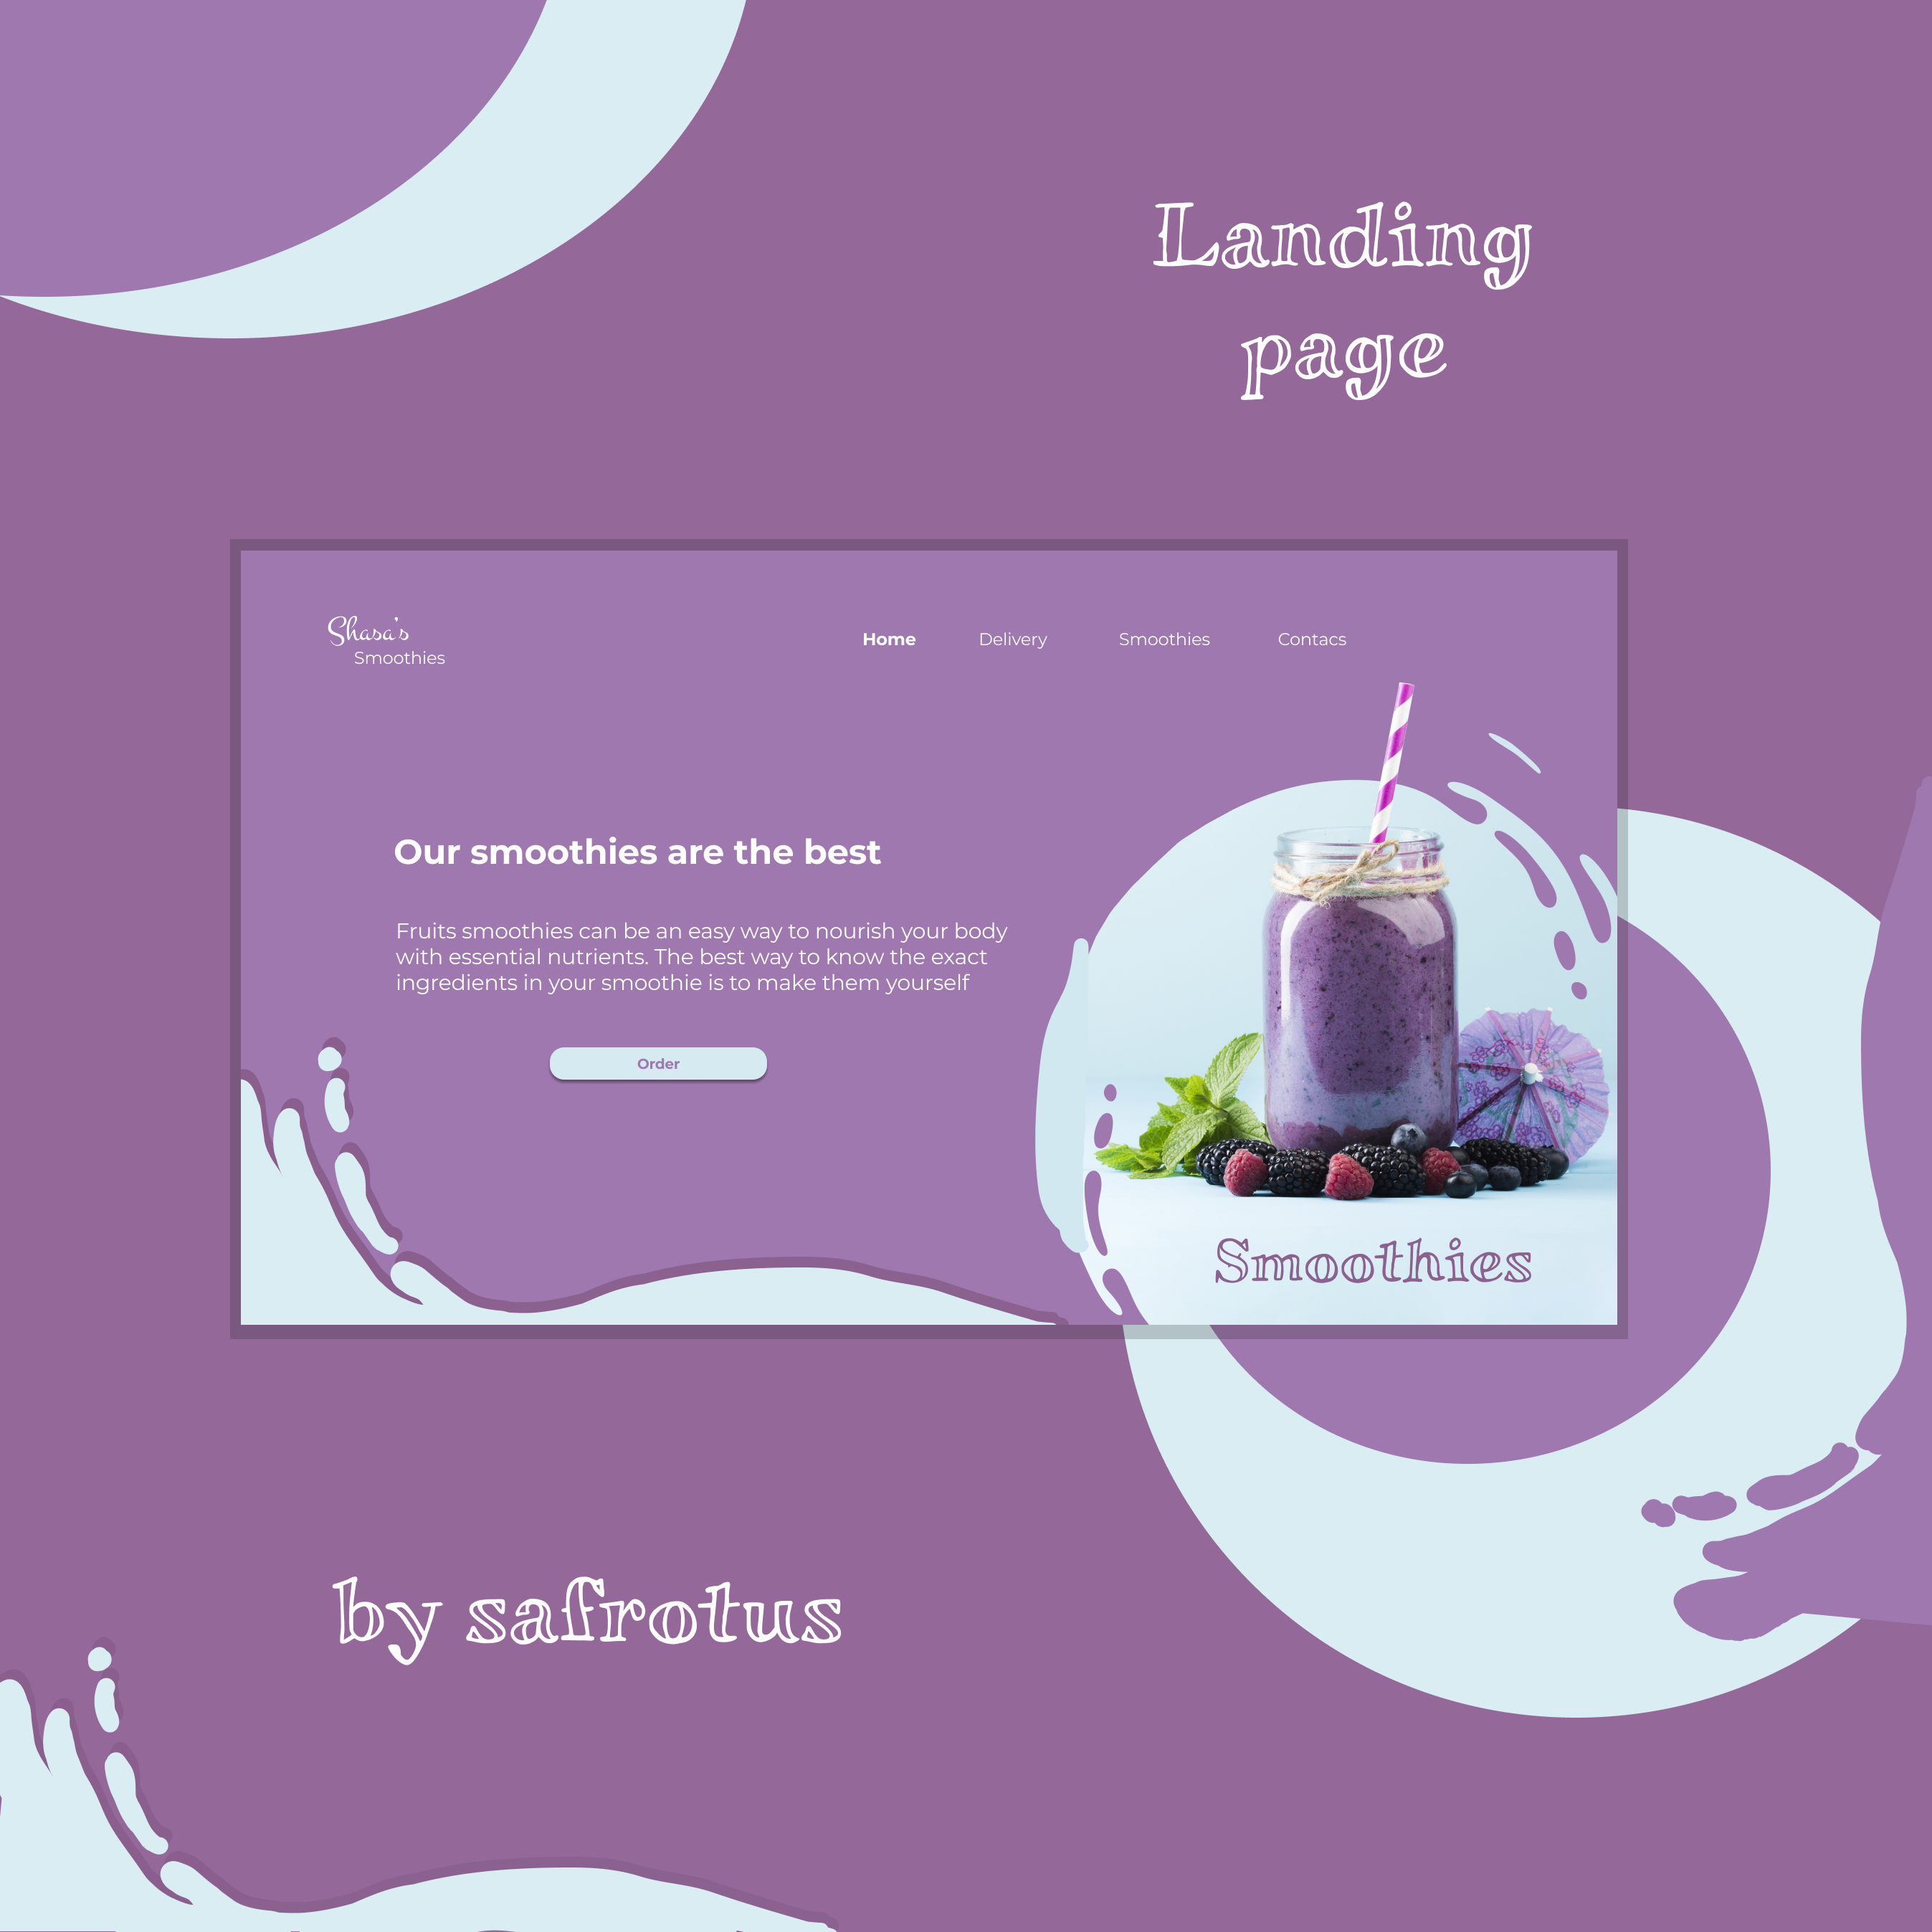 Landing
page
Shasa's
Smoothies
Home Delivery Smoothies Contacs
Our smoothies are the best
Fruits smoothies can be an easy way to nourish your body
with essential nutrients. The best way to know the exact
ingredients in your smoothie is to make them yourself
Order
Smoothies
by safrotus